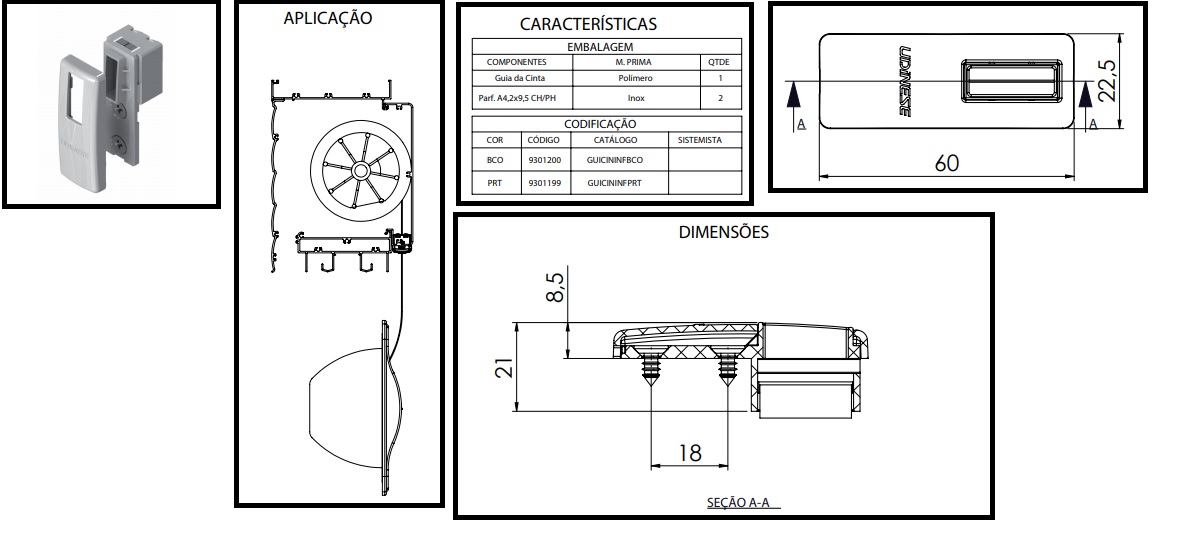 APLICAÇÃO
CARACTERÍSTICAS
EMBALAGEM
COMPONENTES M. PRIMA QTDE
Guia da Cinta Polímero 1
Parf. A4,2x9,5 CH/PH Inox 2
CODIFICAÇÃO
COR CÓDIGO CATÁLOGO SISTEMISTA
BCO 9301200 GUICININFBCO
PRT 9301199 GUICININFPRT
UDINESE
22,5
A A
60
DIMENSÕES
8,5
21
18
SEÇÃO A-A